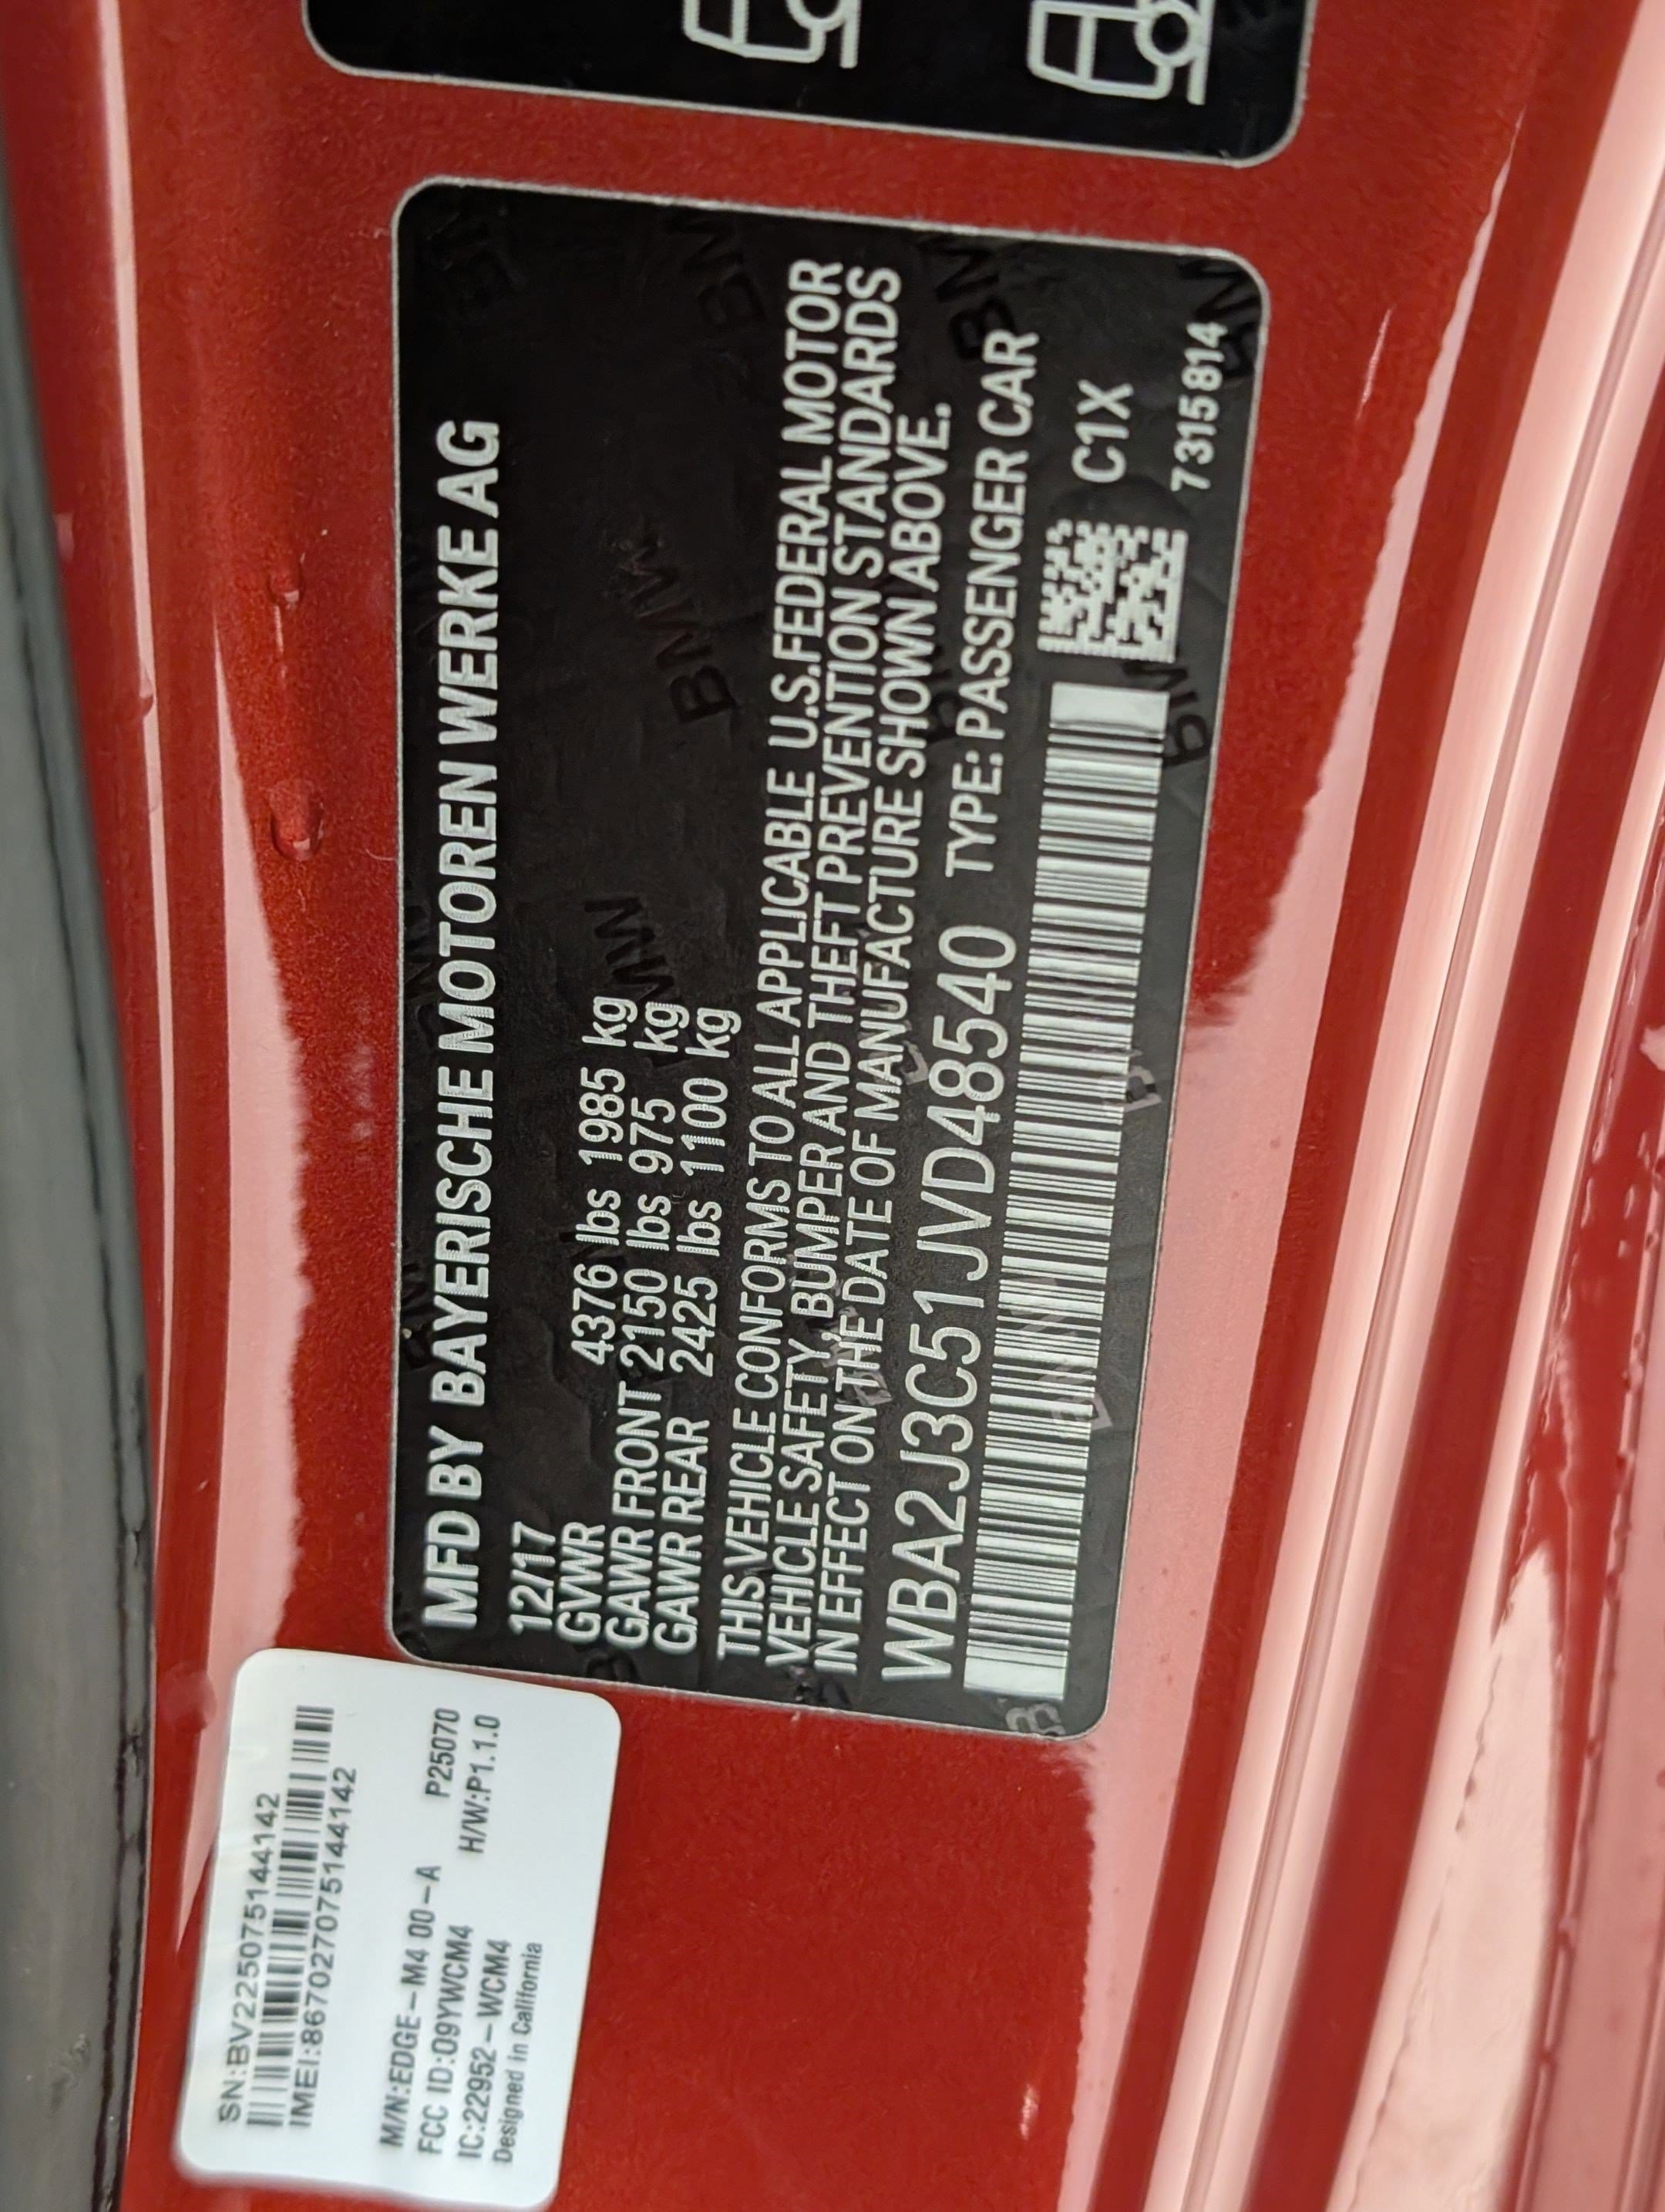 MFD BY BAYERISCHE MOTOREN WERKE AG
12/17
GVWR 4376 lbs 1985 kg
GAWR FRONT 2150 lbs 975 kg
GAWR REAR 2425 lbs 1100 kg
THIS VEHICLE CONFORMS TO ALL APPLICABLE U.S.FEDERAL MOTOR
VEHICLE SAFETY, BUMPER AND THEFT PREVENTION STANDARDS
IN EFFECT ON THE DATE OF MANUFACTURE SHOWN ABOVE.
WBA2J3C51JVD48540 TYPE: PASSENGER CAR
C1X
7315814
SN:BV225075144142
IMEI:867027075144142
M/N:EDGE-M4 00-A P25070
FCC ID:O9YWCM4 H/W:P1.1.0
IC:22952-WCM4
Designed in California